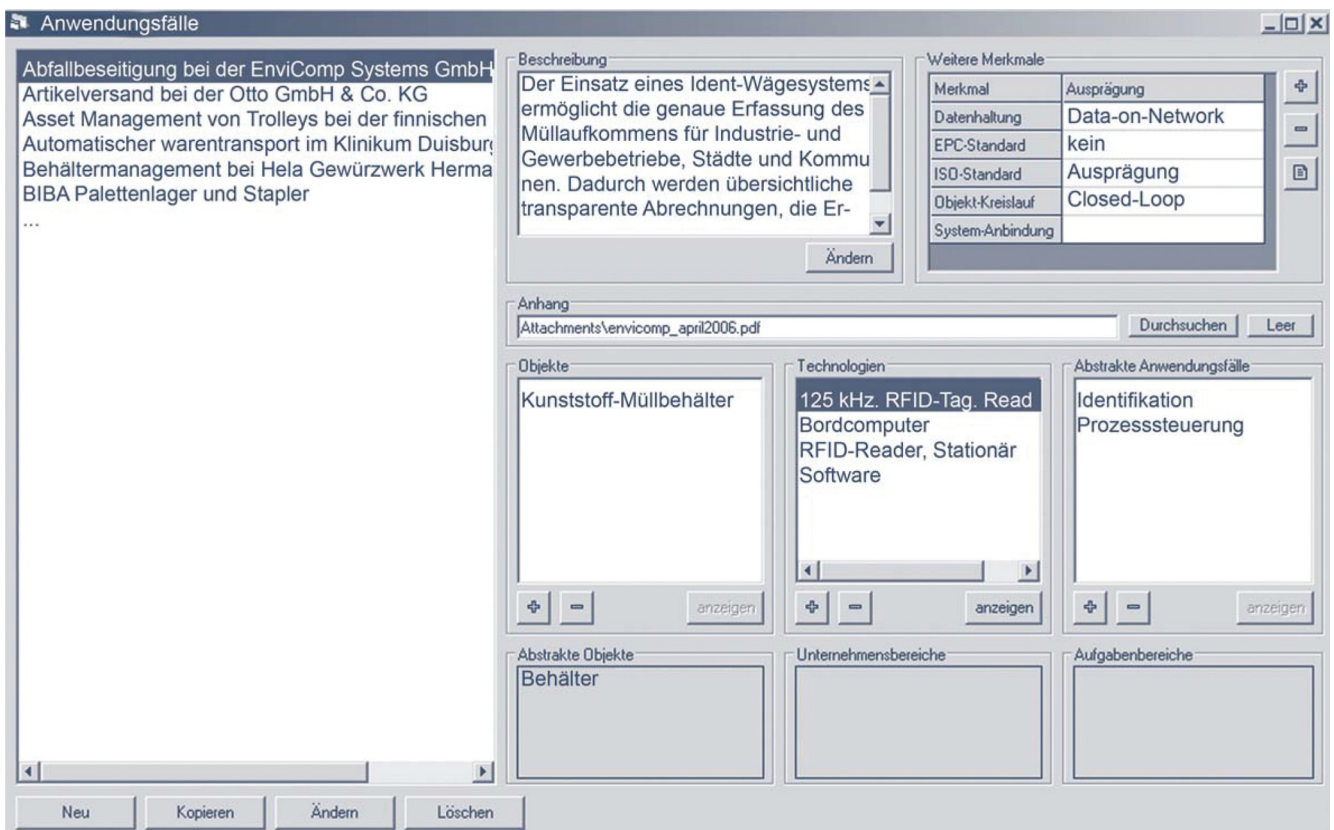 Anwendungsfälle
Abfallbeseitigung bei der EnviComp Systems GmbH
Artikelversand bei der Otto GmbH & Co. KG
Asset Management von Trolleys bei der finnischen
Automatischer warentransport im Klinikum Duisburg
Behältermanagement bei Hela Gewürzwerk Herma
BIBA Palettenlager und Stapler
...
Neu
Kopieren
Ändern
Löschen
Beschreibung
Der Einsatz eines Ident-Wägesystems
ermöglicht die genaue Erfassung des
Müllaufkommens für Industrie- und
Gewerbebetriebe, Städte und Kommu
nen. Dadurch werden übersichtliche
transparente Abrechnungen, die Er-
Ändern
Weitere Merkmale
Merkmal Ausprägung
Datenhaltung Data-on-Network
EPC-Standard kein
ISO-Standard Ausprägung
Objekt-Kreislauf Closed-Loop
System-Anbindung
Anhang
Attachments\envicomp_april2006.pdf
Durchsuchen
Leer
Objekte
Kunststoff-Müllbehälter
anzeigen
Technologien
125 kHz. RFID-Tag. Read
Bordcomputer
RFID-Reader, Stationär
Software
anzeigen
Abstrakte Anwendungsfälle
Identifikation
Prozesssteuerung
anzeigen
Abstrakte Objekte
Behälter
Unternehmensbereiche
Aufgabenbereiche